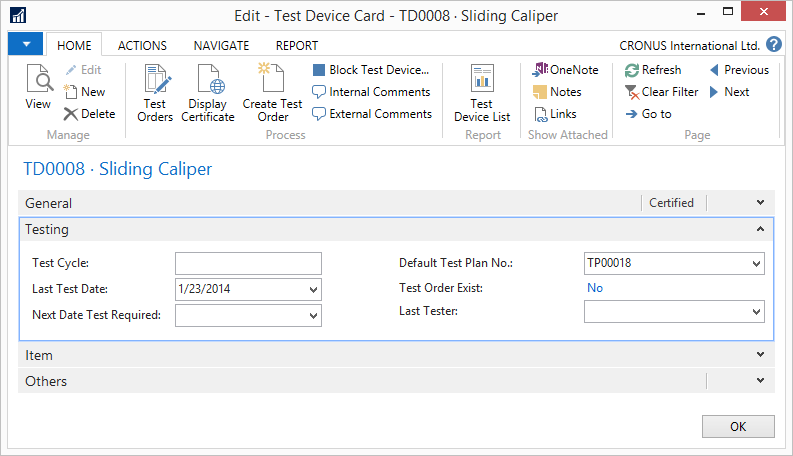 Edit - Test Device Card - TD0008 · Sliding Caliper
HOME ACTIONS NAVIGATE REPORT CRONUS International Ltd.
View
Edit
New
Delete
Manage
Test Orders
Display Certificate
Create Test Order
Block Test Device...
Internal Comments
External Comments
Process
Test Device List
Report
OneNote
Notes
Links
Show Attached
Refresh
Clear Filter
Go to
Previous
Next
Page
TD0008 · Sliding Caliper
General Certified
Testing
Test Cycle:
Last Test Date: 1/23/2014
Next Date Test Required:
Default Test Plan No.: TP00018
Test Order Exist: No
Last Tester:
Item
Others
OK